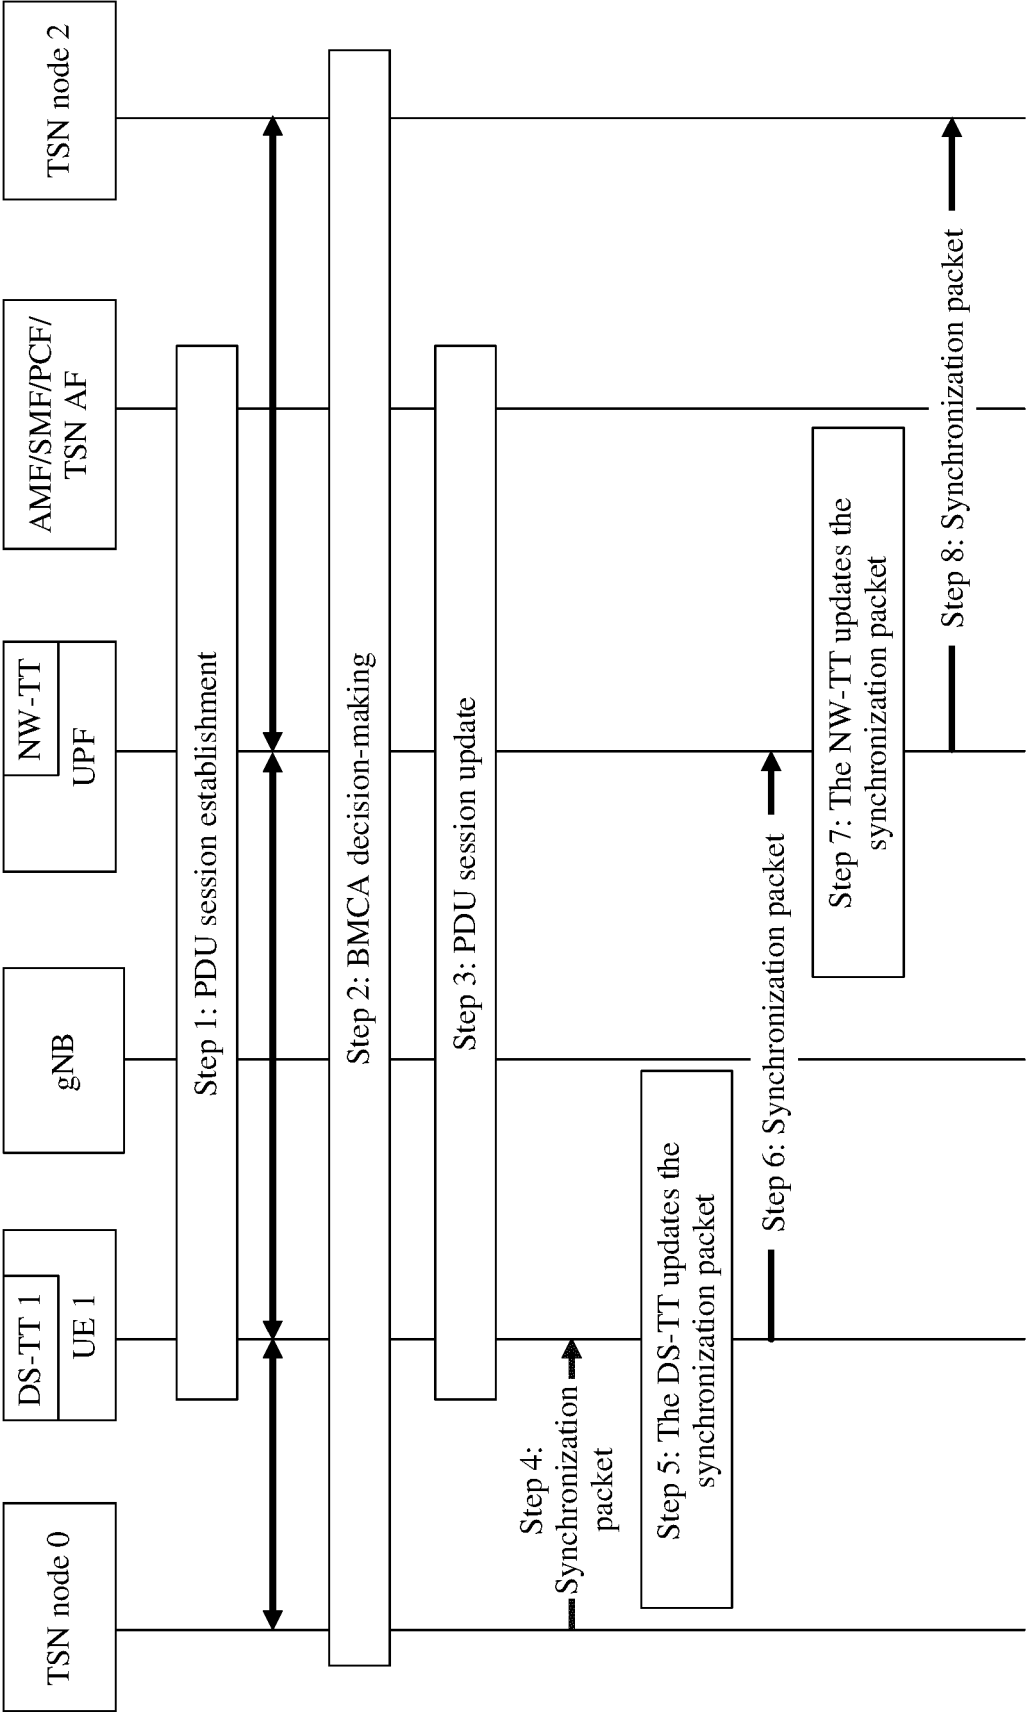 TSN node 0
DS-TT 1
UE 1
gNB
NW-TT
UPF
AMF/SMF/PCF/
TSN AF
TSN node 2
Step 1: PDU session establishment
Step 2: BMCA decision-making
Step 3: PDU session update
Step 4:
Synchronization
packet
Step 5: The DS-TT updates the
synchronization packet
Step 6: Synchronization packet
Step 7: The NW-TT updates the
synchronization packet
Step 8: Synchronization packet